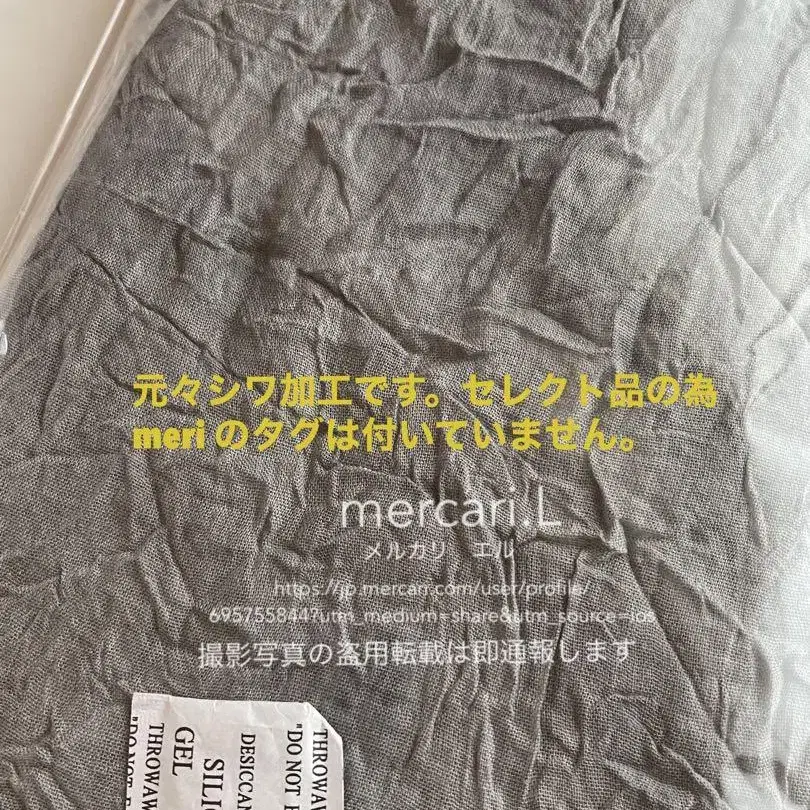 元々シワ加工です。セレクト品の為
meri のタグは付いていません。
mercari.L
メルカリ　エル
https://jp.mercari.com/user/profile/
695755844?utm_medium=share&utm_source=ios
撮影写真の盗用転載は即通報します
THROWAW
"DO NOT
DESICCAN
SILI
GEL
THROWAW
"DO NOT